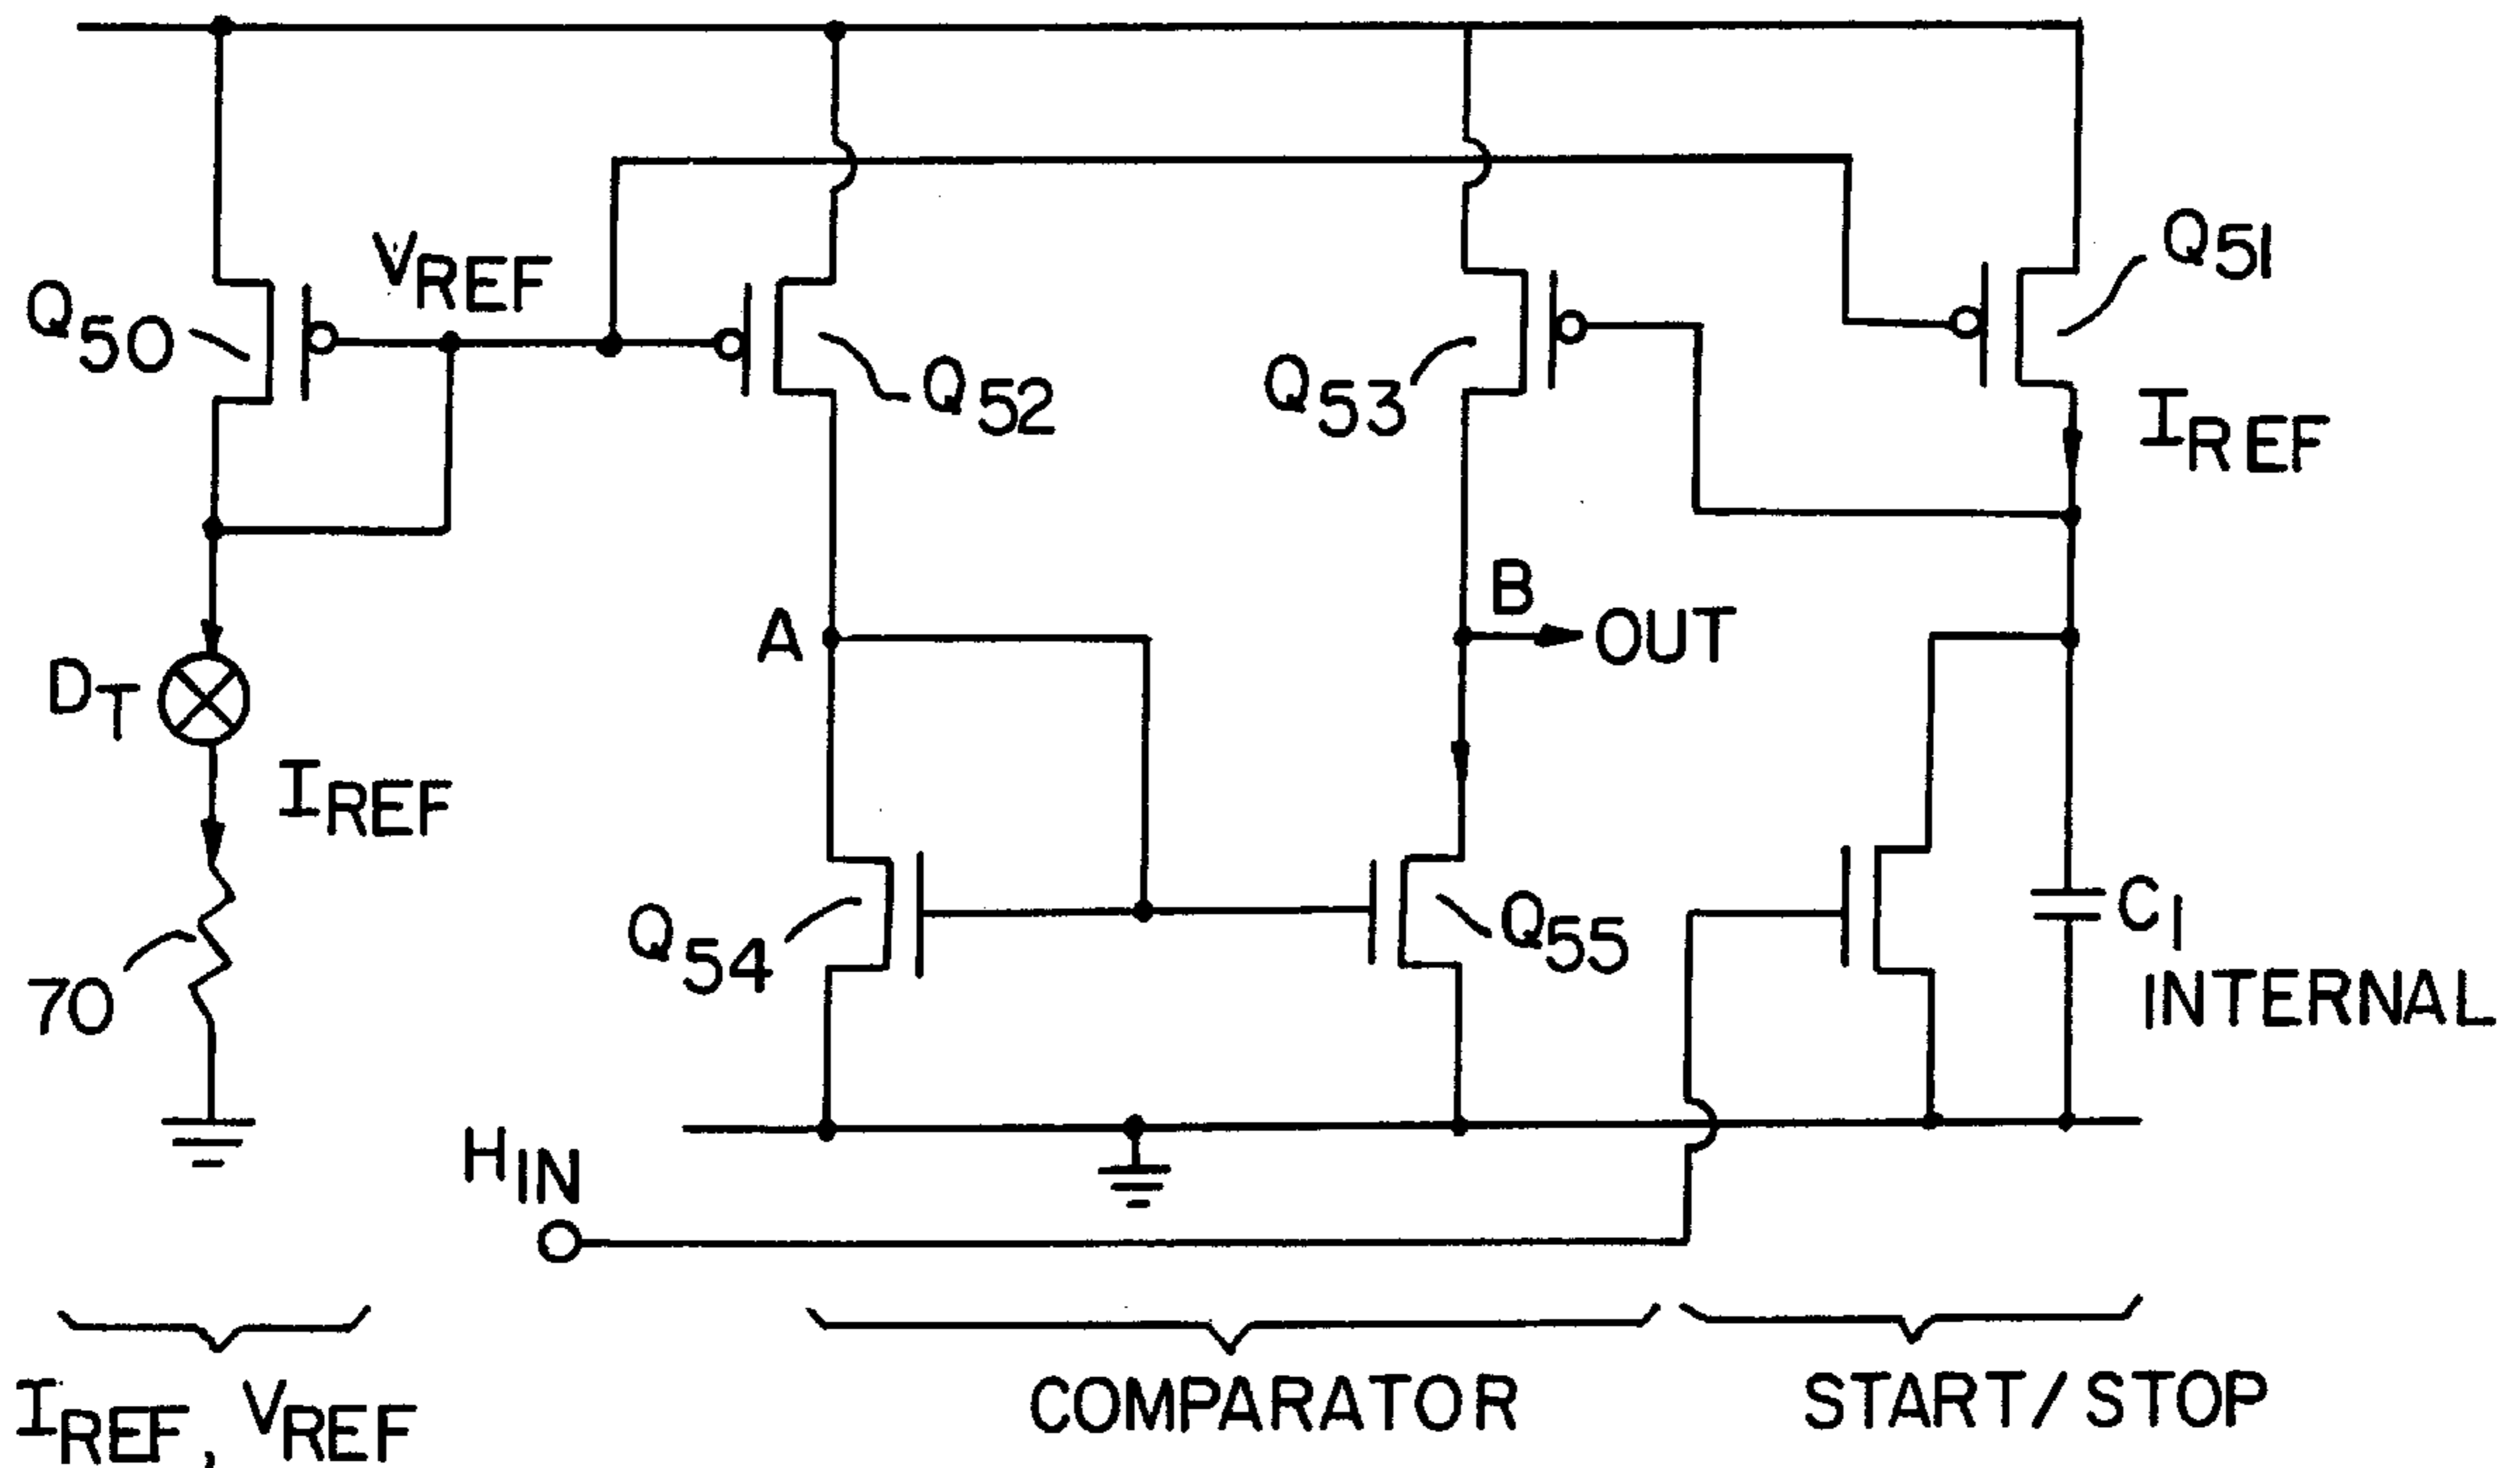 VREF
Q50
Q52
Q53
Q51
IREF
A
B
OUT
DT
IREF
70
Q54
Q55
C1
INTERNAL
HIN
IREF, VREF
COMPARATOR
START/STOP